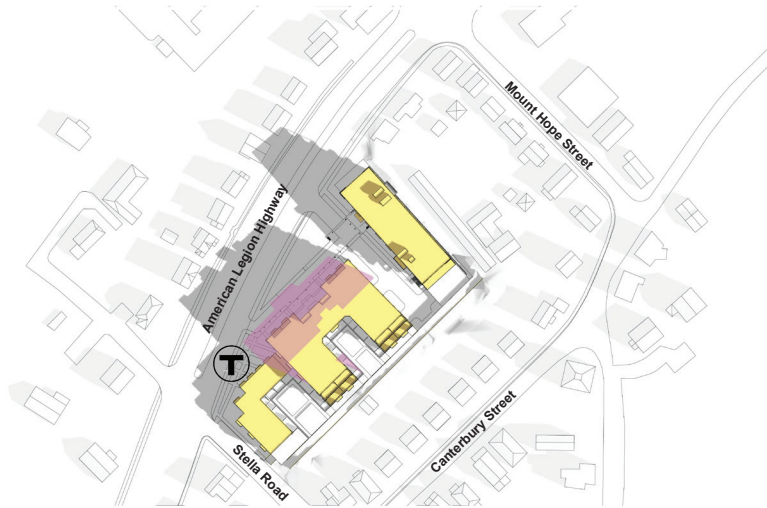 Mount Hope Street
American Legion Highway
T
Canterbury Street
Stella Road